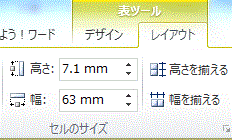 表ツール
よう！ワード デザイン レイアウト
高さ: 7.1 mm 高さを揃える
幅: 63 mm 幅を揃える
セルのサイズ